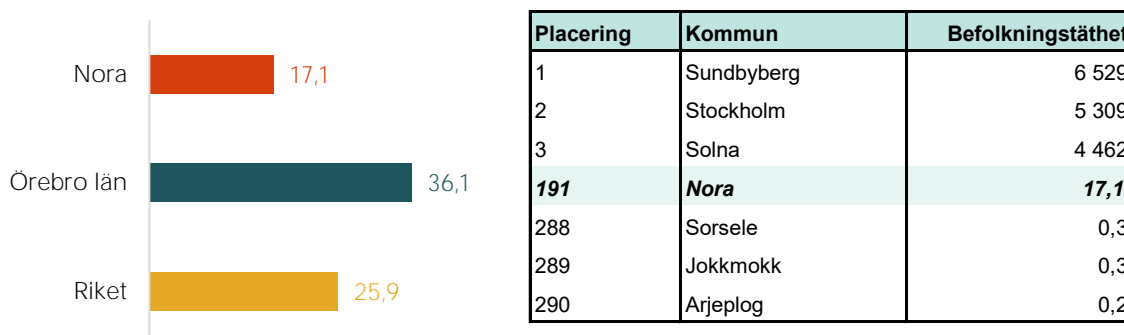 Nora 17,1
Örebro län 36,1
Riket 25,9
Placering Kommun Befolkningstäthet
1 Sundbyberg 6 529
2 Stockholm 5 309
3 Solna 4 462
191 Nora 17,1
288 Sorsele 0,3
289 Jokkmokk 0,3
290 Arjeplog 0,2